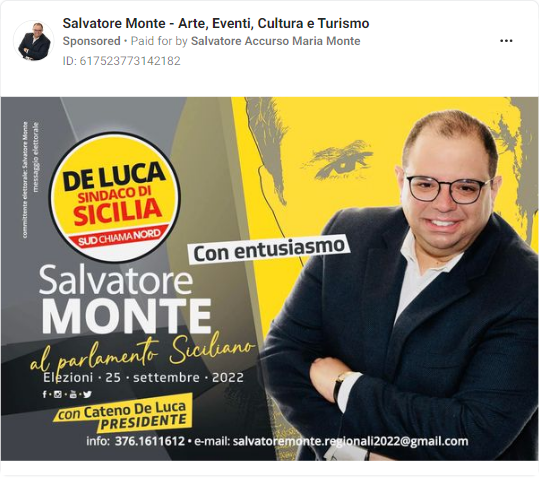 Salvatore Monte - Arte, Eventi, Cultura e Turismo
Sponsored • Paid for by Salvatore Accurso Maria Monte
ID: 617523773142182
committente elettorale: Salvatore Monte
messaggio elettorale
DE LUCA
SINDACO DI
SICILIA
SUD CHIAMA NORD
Con entusiasmo
Salvatore
MONTE
al parlamento Siciliano
Elezioni • 25 • settembre • 2022
con Cateno De Luca
PRESIDENTE
info: 376.1611612 • e-mail: salvatoremonte.regionali2022@gmail.com